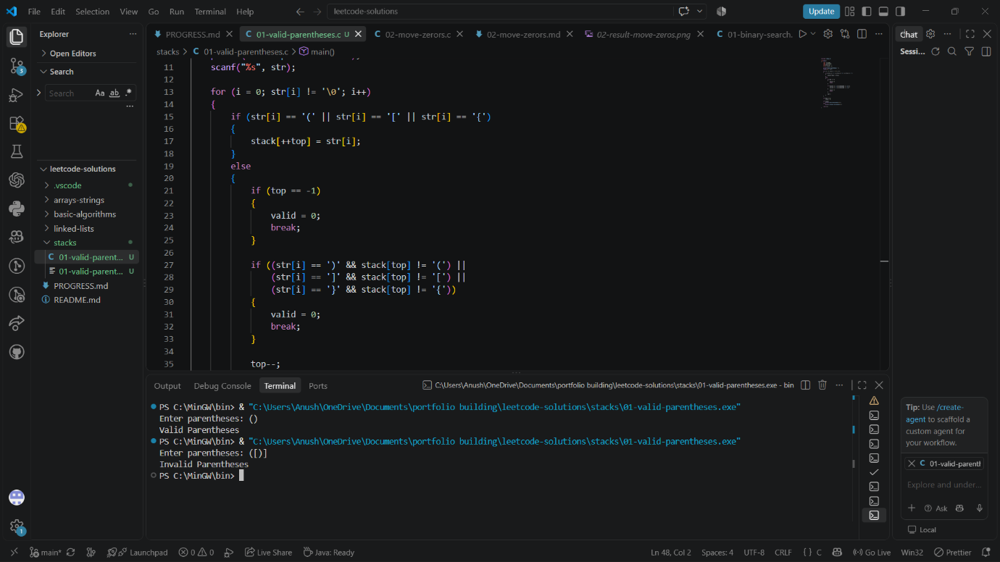 File Edit Selection View Go Run Terminal Help
leetcode-solutions
Update
Explorer
Open Editors
Search
Search Aa ab .*
leetcode-solutions
.vscode
arrays-strings
basic-algorithms
linked-lists
stacks
01-valid-parent... U
01-valid-parent... U
PROGRESS.md
README.md
3
1
PROGRESS.md 01-valid-parentheses.c U 02-move-zerors.c 02-move-zerors.md 02-result-move-zeros.png 01-binary-search.
stacks > C 01-valid-parentheses.c > main()
11 scanf("%s", str);
12
13 for (i = 0; str[i] != '\0'; i++)
14 {
15 if (str[i] == '(' || str[i] == '[' || str[i] == '{')
16 {
17 stack[++top] = str[i];
18 }
19 else
20 {
21 if (top == -1)
22 {
23 valid = 0;
24 break;
25 }
26
27 if ((str[i] == ')' && stack[top] != '(') ||
28 (str[i] == ']' && stack[top] != '[') ||
29 (str[i] == '}' && stack[top] != '{'))
30 {
31 valid = 0;
32 break;
33 }
34
35 top--;
Output Debug Console Terminal Ports
C:\Users\Anush\OneDrive\Documents\portfolio building\leetcode-solutions\stacks\01-valid-parentheses.exe - bin
PS C:\MinGW\bin> & "C:\Users\Anush\OneDrive\Documents\portfolio building\leetcode-solutions\stacks\01-valid-parentheses.exe"
Enter parentheses: ()
Valid Parentheses
PS C:\MinGW\bin> & "C:\Users\Anush\OneDrive\Documents\portfolio building\leetcode-solutions\stacks\01-valid-parentheses.exe"
Enter parentheses: ([)]
Invalid Parentheses
PS C:\MinGW\bin>
Chat
Sessi...
Tip: Use /create-
agent to scaffold a
custom agent for
your workflow.
C 01-valid-parenth
Explore and under...
Ask
Local
main* Launchpad 0 0 Live Share Java: Ready Ln 48, Col 2 Spaces: 4 UTF-8 CRLF {} C Go Live Win32 Prettier